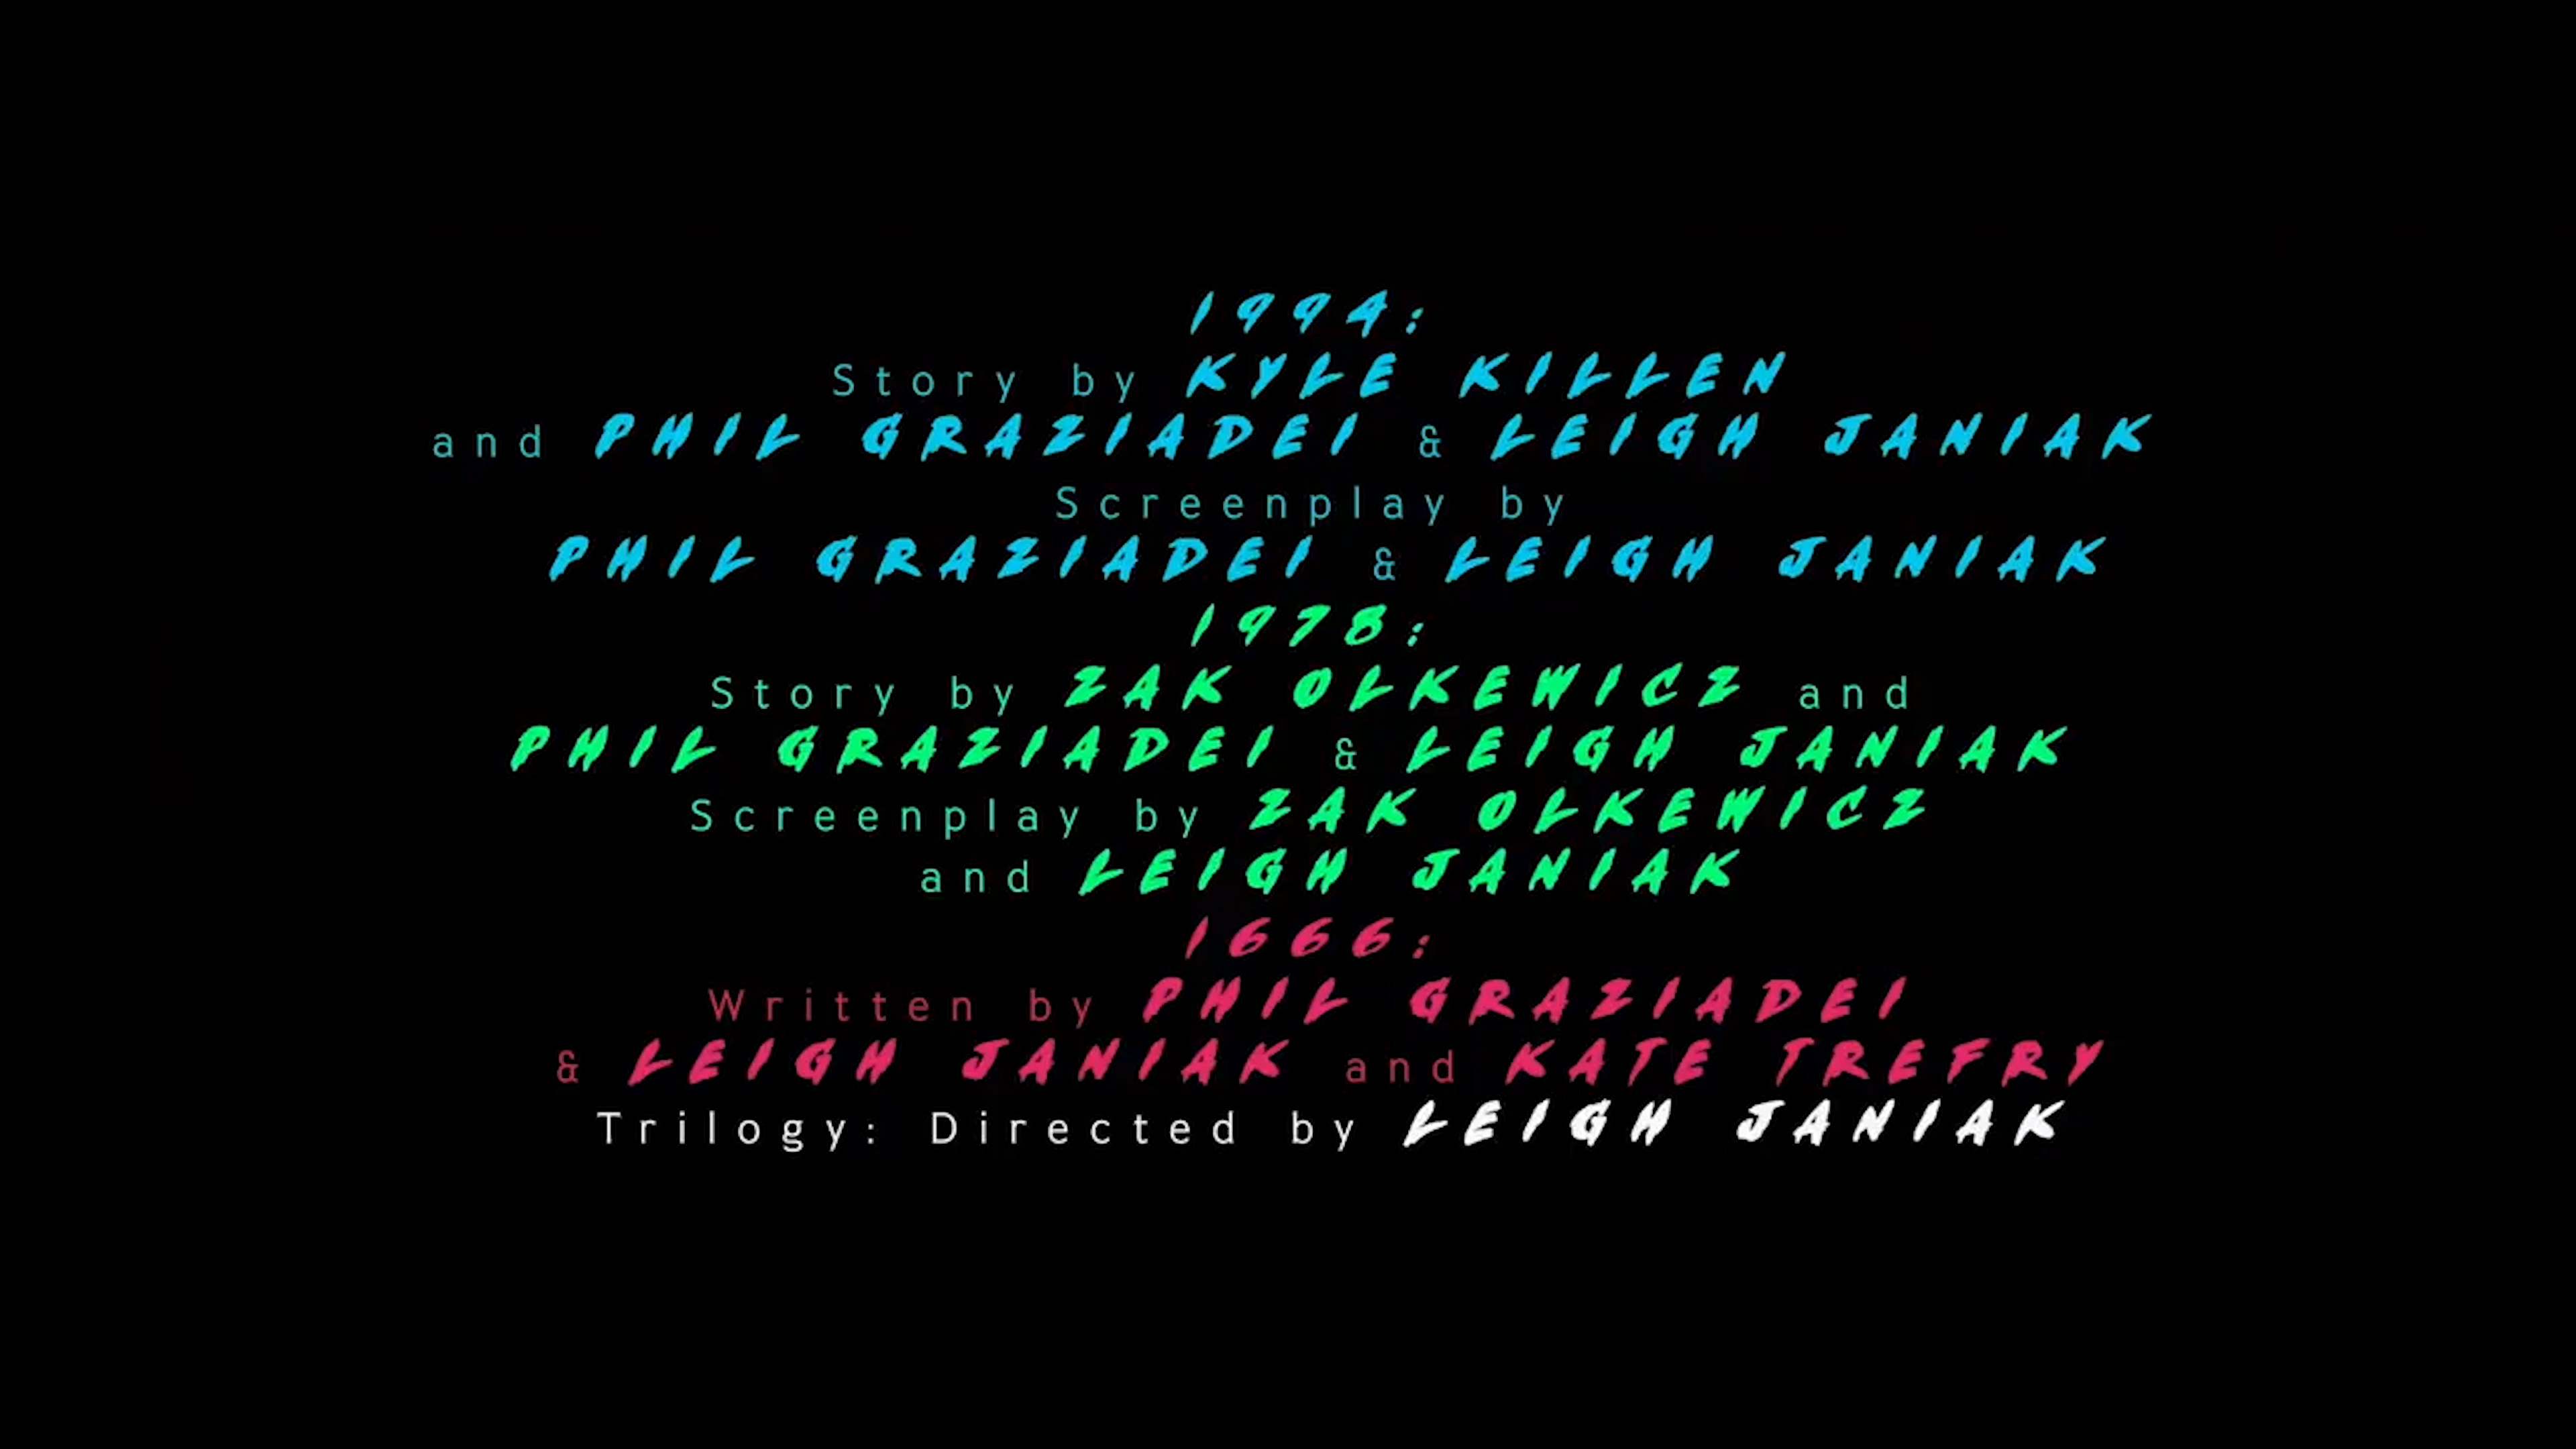 1994:
Story by KYLE KILLEN
and PHIL GRAZIADEI & LEIGH JANIAK
Screenplay by
PHIL GRAZIADEI & LEIGH JANIAK
1978:
Story by ZAK OLKEWICZ and
PHIL GRAZIADEI & LEIGH JANIAK
Screenplay by ZAK OLKEWICZ
and LEIGH JANIAK
1666:
Written by PHIL GRAZIADEI
& LEIGH JANIAK and KATE TREFRY
Trilogy: Directed by LEIGH JANIAK